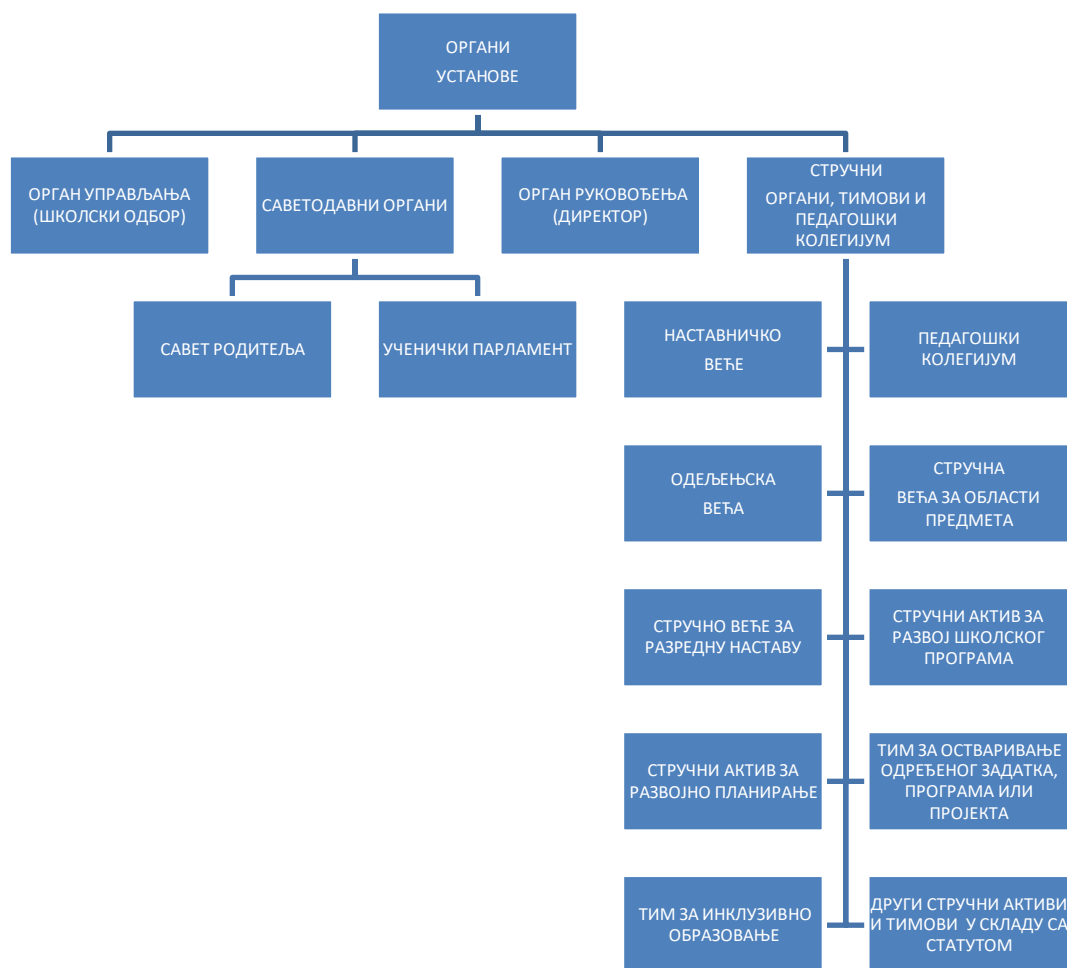 ОРГАНИ
УСТАНОВЕ
ОРГАН УПРАВЉАЊА
(ШКОЛСКИ ОДБОР)
САВЕТОДАВНИ ОРГАНИ
ОРГАН РУКОВОЂЕЊА
(ДИРЕКТОР)
СТРУЧНИ
ОРГАНИ, ТИМОВИ И
ПЕДАГОШКИ
КОЛЕГИЈУМ
САВЕТ РОДИТЕЉА
УЧЕНИЧКИ ПАРЛАМЕНТ
НАСТАВНИЧКО
ВЕЋЕ
ПЕДАГОШКИ
КОЛЕГИЈУМ
ОДЕЉЕЊСКА
ВЕЋА
СТРУЧНА
ВЕЋА ЗА ОБЛАСТИ
ПРЕДМЕТА
СТРУЧНО ВЕЋЕ ЗА
РАЗРЕДНУ НАСТАВУ
СТРУЧНИ АКТИВ ЗА
РАЗВОЈ ШКОЛСКОГ
ПРОГРАМА
СТРУЧНИ АКТИВ ЗА
РАЗВОЈНО ПЛАНИРАЊЕ
ТИМ ЗА ОСТВАРИВАЊЕ
ОДРЕЂЕНОГ ЗАДАТКА,
ПРОГРАМА ИЛИ
ПРОЈЕКТА
ТИМ ЗА ИНКЛУЗИВНО
ОБРАЗОВАЊЕ
ДРУГИ СТРУЧНИ АКТИВИ
И ТИМОВИ У СКЛАДУ СА
СТАТУТОМ